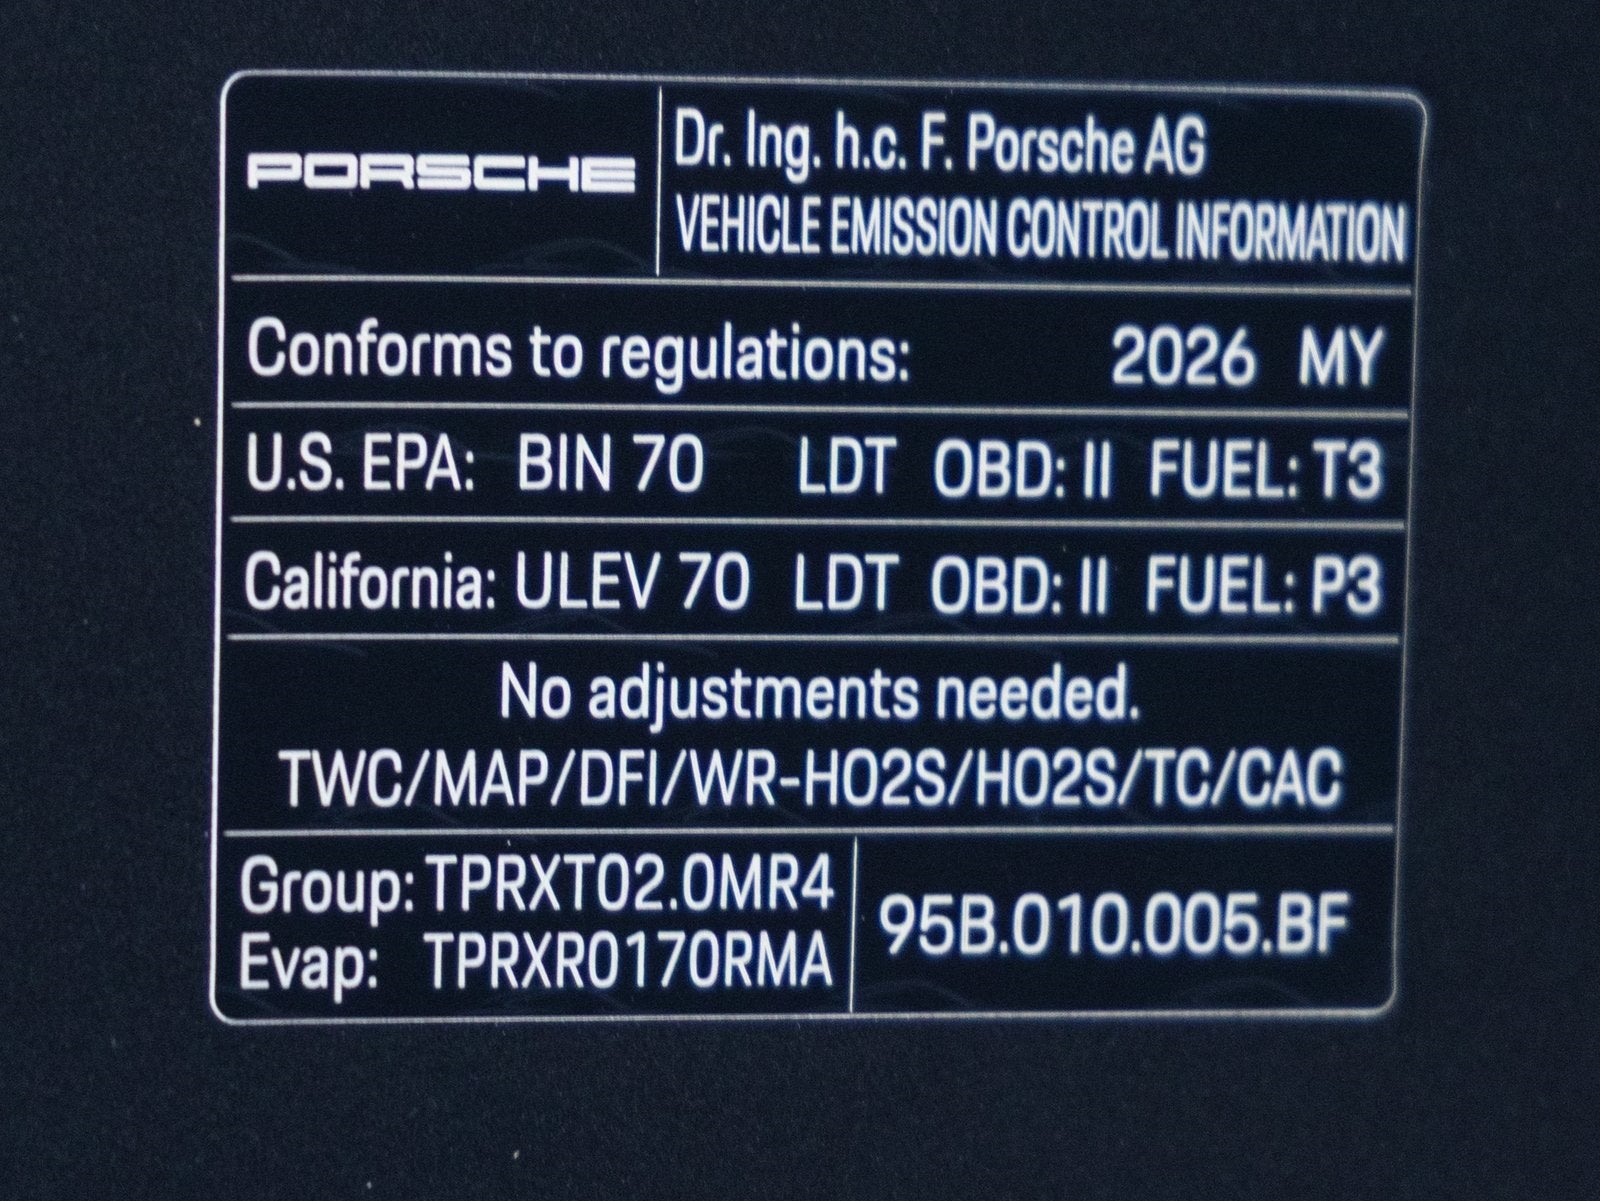 PORSCHE
Dr. Ing. h.c. F. Porsche AG
VEHICLE EMISSION CONTROL INFORMATION
Conforms to regulations: 2026 MY
U.S. EPA: BIN 70 LDT OBD: II FUEL: T3
California: ULEV 70 LDT OBD: II FUEL: P3
No adjustments needed.
TWC/MAP/DFI/WR-HO2S/HO2S/TC/CAC
Group: TPRXT02.0MR4
Evap: TPRXR0170RMA
95B.010.005.BF